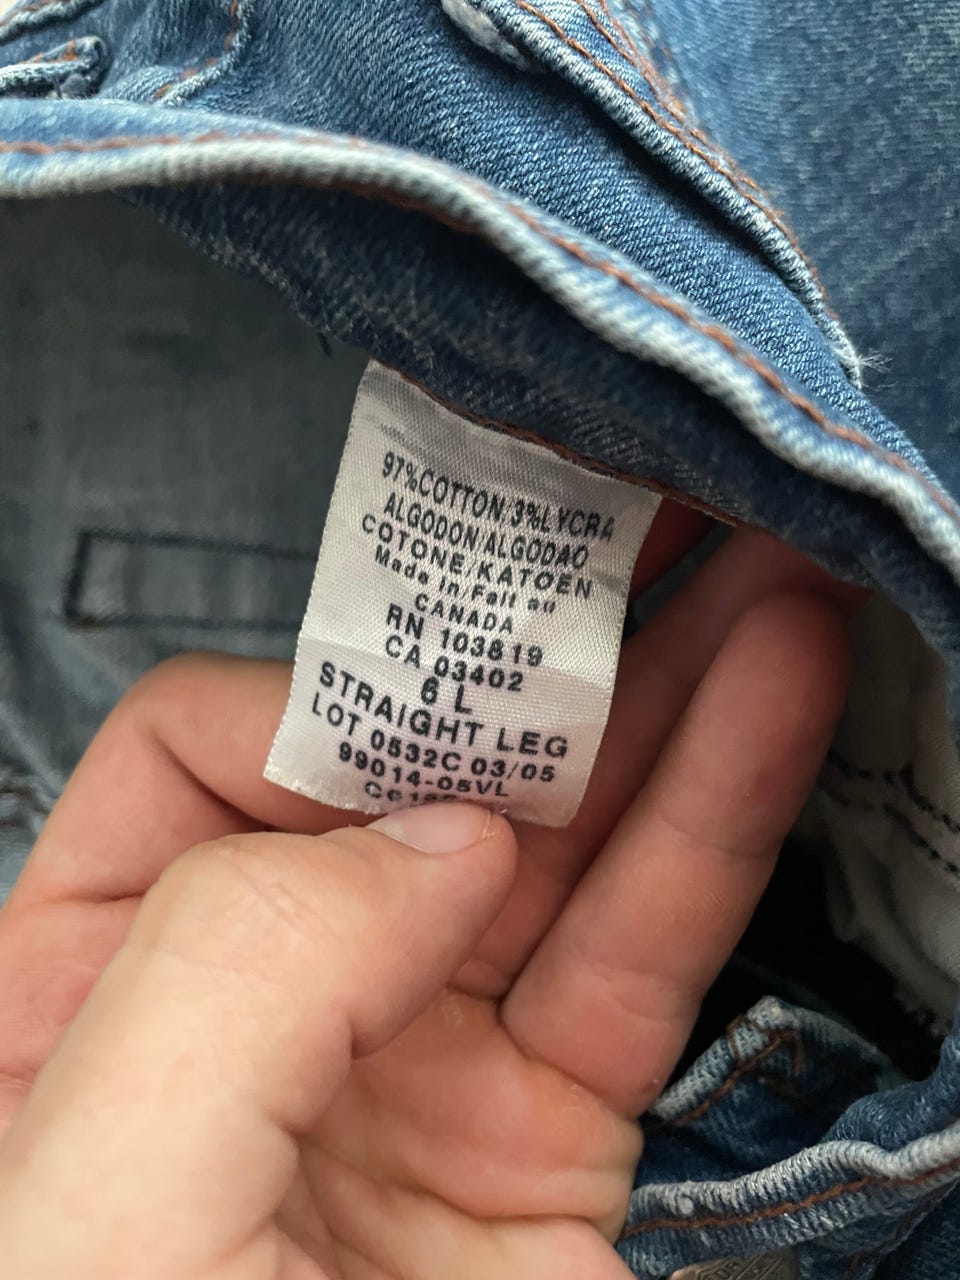 97%COTTON/3%LYCRA
ALGODON/ALGODAO
COTONE/KATOEN
Made in/Fait au
CANADA
RN 103819
CA 03402
6 L
STRAIGHT LEG
LOT 0532C 03/05
99014-05VL